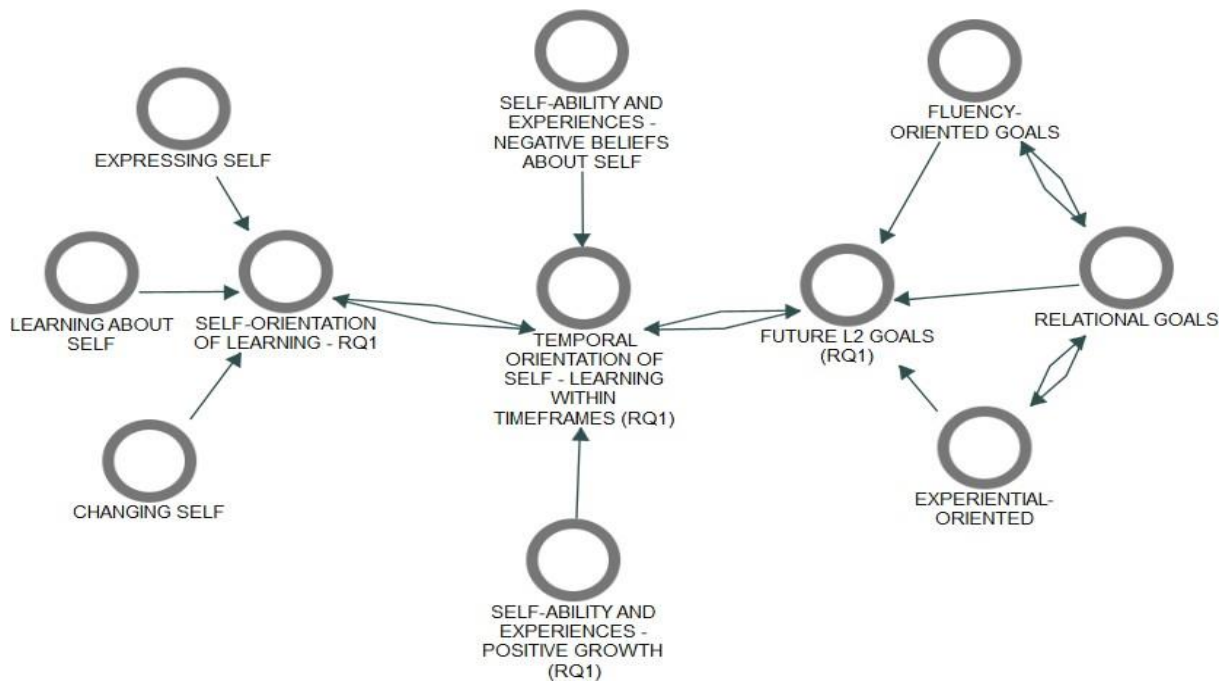 EXPRESSING SELF
SELF-ABILITY AND
EXPERIENCES -
NEGATIVE BELIEFS
ABOUT SELF
FLUENCY-
ORIENTED GOALS
LEARNING ABOUT
SELF
SELF-ORIENTATION
OF LEARNING - RQ1
TEMPORAL
ORIENTATION OF
SELF - LEARNING
WITHIN
TIMEFRAMES (RQ1)
FUTURE L2 GOALS
(RQ1)
RELATIONAL GOALS
CHANGING SELF
EXPERIENTIAL-
ORIENTED
SELF-ABILITY AND
EXPERIENCES -
POSITIVE GROWTH
(RQ1)